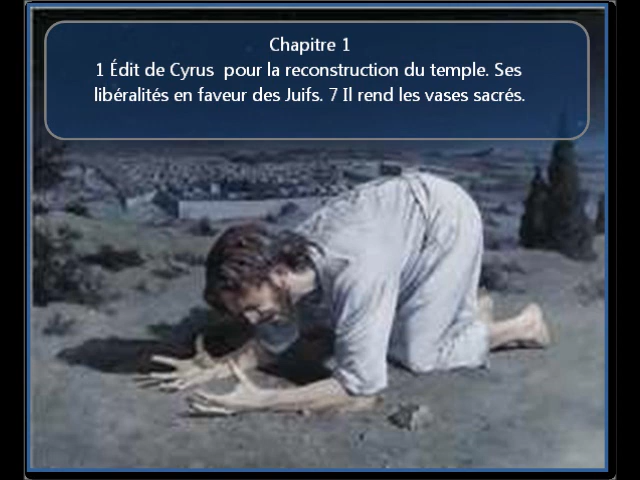 Chapitre 1
1 Édit de Cyrus  pour la reconstruction du temple. Ses
libéralités en faveur des Juifs. 7 Il rend les vases sacrés.